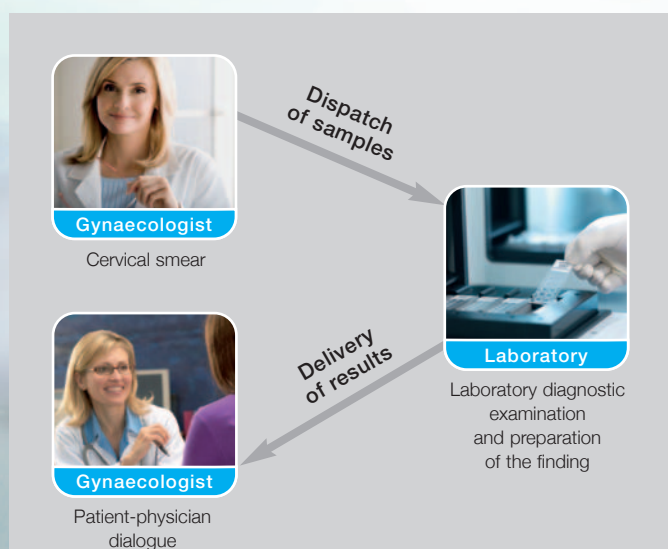 Dispatch
of samples
Gynaecologist
Cervical smear
Laboratory
Laboratory diagnostic
examination
and preparation
of the finding
Delivery
of results
Gynaecologist
Patient-physician
dialogue